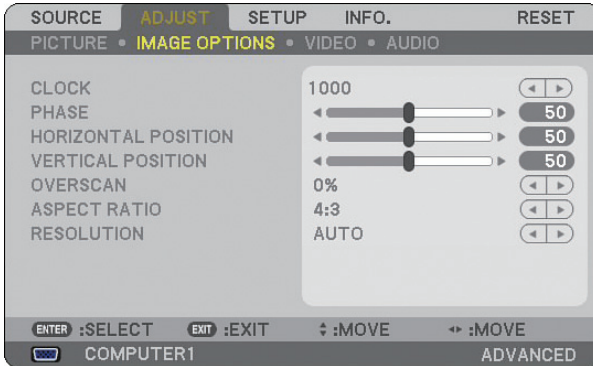 SOURCE ADJUST SETUP INFO. RESET
PICTURE • IMAGE OPTIONS • VIDEO • AUDIO
CLOCK 1000
PHASE 50
HORIZONTAL POSITION 50
VERTICAL POSITION 50
OVERSCAN 0%
ASPECT RATIO 4:3
RESOLUTION AUTO
ENTER :SELECT EXIT :EXIT :MOVE :MOVE
COMPUTER1 ADVANCED